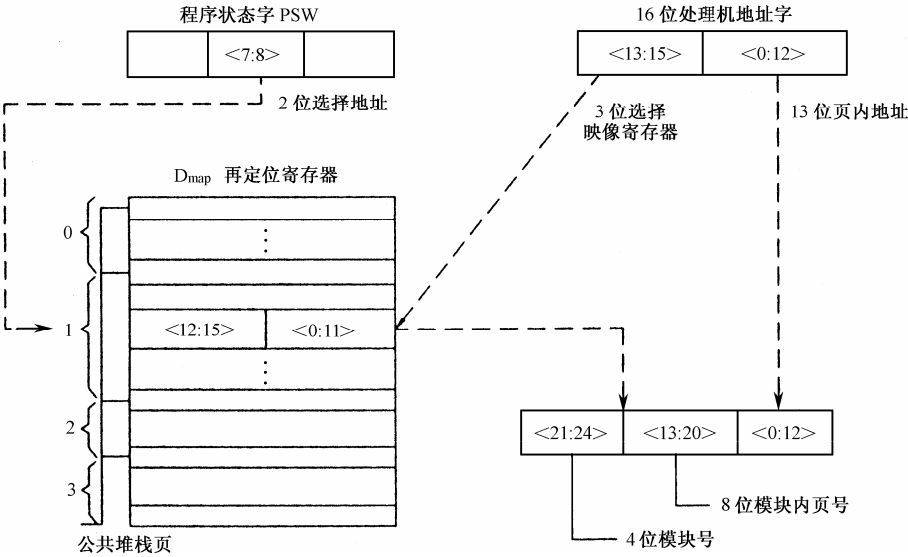 程序状态字 PSW
16 位处理机地址字
<7:8>
<13:15>
<0:12>
2 位选择地址
3 位选择
映像寄存器
13 位页内地址
Dmap 再定位寄存器
0
1
<12:15>
<0:11>
2
<21:24>
<13:20>
<0:12>
3
8 位模块内页号
4 位模块号
公共堆栈页